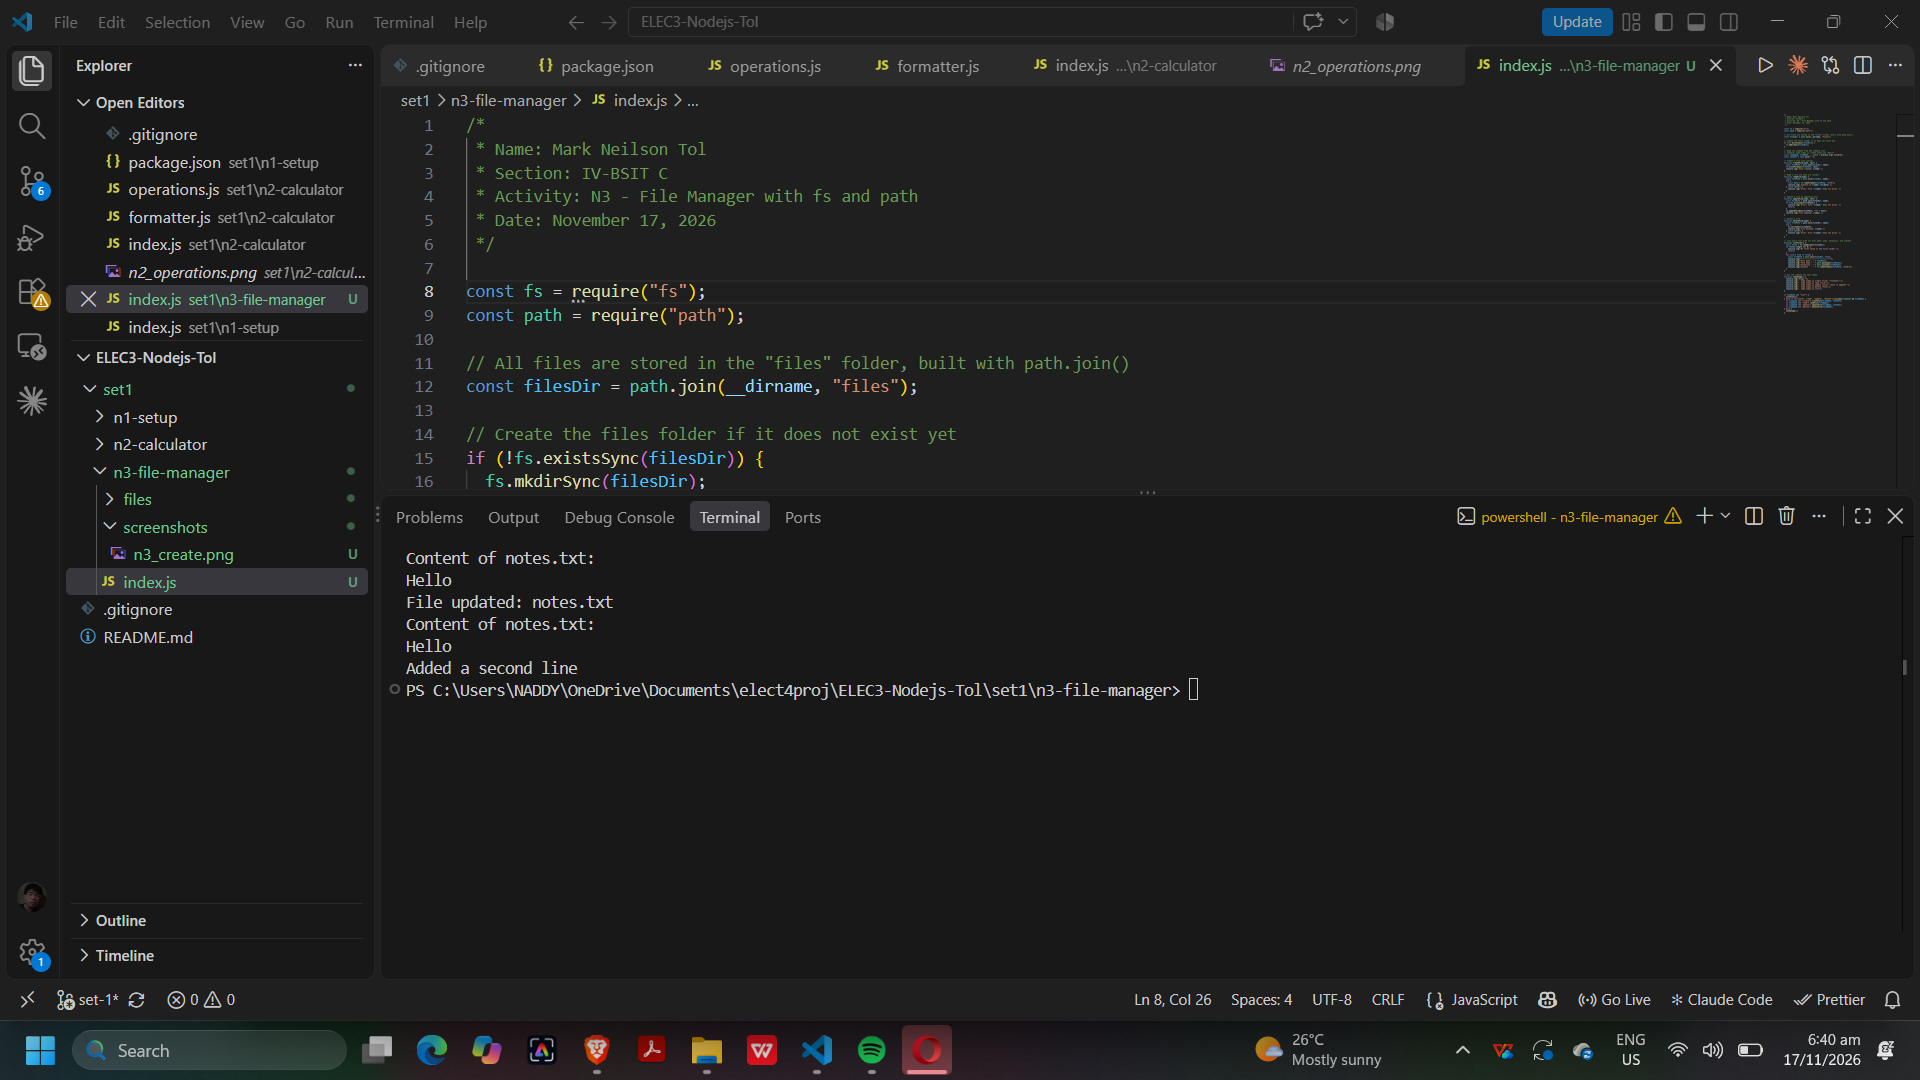 File Edit Selection View Go Run Terminal Help
ELEC3-Nodejs-Tol
Update
Explorer
Open Editors
.gitignore
package.json set1\n1-setup
operations.js set1\n2-calculator
formatter.js set1\n2-calculator
index.js set1\n2-calculator
n2_operations.png set1\n2-calcul...
index.js set1\n3-file-manager U
index.js set1\n1-setup
ELEC3-Nodejs-Tol
set1
n1-setup
n2-calculator
n3-file-manager
files
screenshots
n3_create.png U
index.js U
.gitignore
README.md
Outline
Timeline
6
1
.gitignore package.json operations.js formatter.js index.js ...\n2-calculator n2_operations.png index.js ...\n3-file-manager U
set1 > n3-file-manager > JS index.js > ...
1 /*
2 * Name: Mark Neilson Tol
3 * Section: IV-BSIT C
4 * Activity: N3 - File Manager with fs and path
5 * Date: November 17, 2026
6 */
7
8 const fs = require("fs");
9 const path = require("path");
10
11 // All files are stored in the "files" folder, built with path.join()
12 const filesDir = path.join(__dirname, "files");
13
14 // Create the files folder if it does not exist yet
15 if (!fs.existsSync(filesDir)) {
16 fs.mkdirSync(filesDir);
Problems Output Debug Console Terminal Ports
powershell - n3-file-manager
Content of notes.txt:
Hello
File updated: notes.txt
Content of notes.txt:
Hello
Added a second line
PS C:\Users\NADDY\OneDrive\Documents\elect4proj\ELEC3-Nodejs-Tol\set1\n3-file-manager>
set-1* 0 0
Ln 8, Col 26 Spaces: 4 UTF-8 CRLF {} JavaScript Go Live Claude Code Prettier
Search
26°C
Mostly sunny
ENG
US
6:40 am
17/11/2026